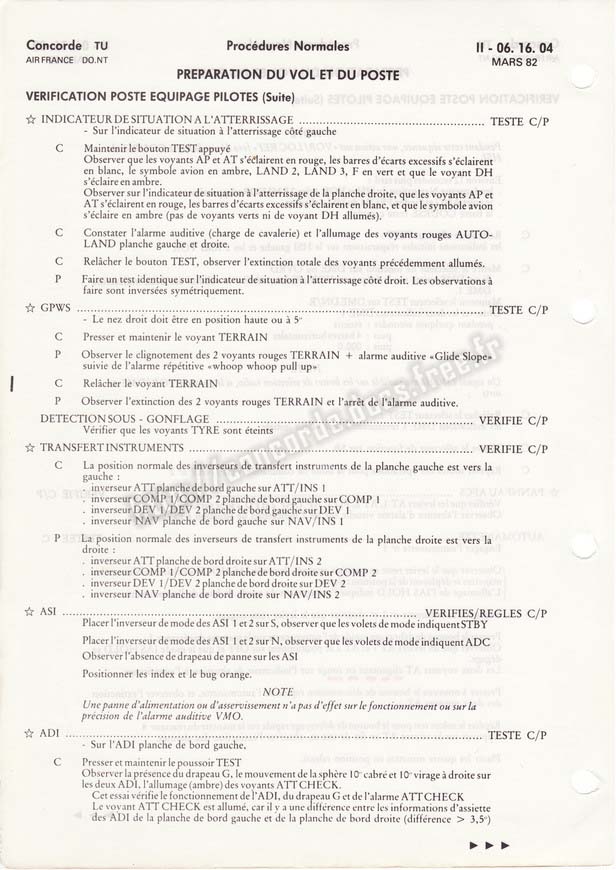 Concorde TU Procédures Normales II - 06. 16. 04
AIR FRANCE DO.NT MARS 82
PREPARATION DU VOL ET DU POSTE
VERIFICATION POSTE EQUIPAGE PILOTES (Suite)
☆ INDICATEUR DE SITUATION A L'ATTERRISSAGE ........ TESTE C/P
- Sur l'indicateur de situation à l'atterrissage côté gauche
C Maintenir le bouton TEST appuyé
Observer que les voyants AP et AT s'éclairent en rouge, les barres d'écarts excessifs s'éclairent
en blanc, le symbole avion en ambre, LAND 2, LAND 3, F en vert et que le voyant DH
s'éclaire en ambre.
Observer sur l'indicateur de situation à l'atterrissage de la planche droite, que les voyants AP et
AT s'éclairent en rouge, les barres d'écarts excessifs s'éclairent en blanc, et que le symbole avion
s'éclaire en ambre (pas de voyants verts ni de voyant DH allumés).
C Constater l'alarme auditive (charge de cavalerie) et l'allumage des voyants rouges AUTO-
LAND planche gauche et droite.
C Relâcher le bouton TEST, observer l'extinction totale des voyants précédemment allumés.
P Faire un test identique sur l'indicateur de situation à l'atterrissage côté droit. Les observations à
faire sont inversées symétriquement.
☆ GPWS ........ TESTE C/P
- Le nez droit doit être en position haute ou à 5°
C Presser et maintenir le voyant TERRAIN
P Observer le clignotement des 2 voyants rouges TERRAIN + alarme auditive «Glide Slope»
suivie de l'alarme répétitive «whoop whoop pull up»
C Relâcher le voyant TERRAIN
P Observer l'extinction des 2 voyants rouges TERRAIN et l'arrêt de l'alarme auditive.
DETECTION SOUS - GONFLAGE ........ VERIFIE C/P
Vérifier que les voyants TYRE sont éteints
☆ TRANSFERT INSTRUMENTS ........ VERIFIE C/P
C La position normale des inverseurs de transfert instruments de la planche gauche est vers la
gauche :
. inverseur ATT planche de bord gauche sur ATT/INS 1
. inverseur COMP 1/COMP 2 planche de bord gauche sur COMP 1
. inverseur DEV 1/DEV 2 planche de bord gauche sur DEV 1
. inverseur NAV planche de bord gauche sur NAV/INS 1
P La position normale des inverseurs de transfert instruments de la planche droite est vers la
droite :
. inverseur ATT planche de bord droite sur ATT/INS 2
. inverseur COMP 1/COMP 2 planche de bord droite sur COMP 2
. inverseur DEV 1/DEV 2 planche de bord droite sur DEV 2
. inverseur NAV planche de bord droite sur NAV/INS 2
☆ ASI ........ VERIFIES/REGLES C/P
Placer l'inverseur de mode des ASI 1 et 2 sur S, observer que les volets de mode indiquent STBY
Placer l'inverseur de mode des ASI 1 et 2 sur N, observer que les volets de mode indiquent ADC
Observer l'absence de drapeau de panne sur les ASI
Positionner les index et le bug orange.
NOTE
Une panne d'alimentation ou d'asservissement n'a pas d'effet sur le fonctionnement ou sur la
précision de l'alarme auditive VMO.
☆ ADI ........ TESTE C/P
- Sur l'ADI planche de bord gauche.
C Presser et maintenir le poussoir TEST
Observer la présence du drapeau G, le mouvement de la sphère 10° cabré et 10° virage à droite sur
les deux ADI, l'allumage (ambre) des voyants ATT CHECK.
Cet essai vérifie le fonctionnement de l'ADI, du drapeau G et de l'alarme ATT CHECK
Le voyant ATT CHECK est allumé, car il y a une différence entre les informations d'assiette
des ADI de la planche de bord gauche et de la planche de bord droite (différence > 3,5°)
► ► ►